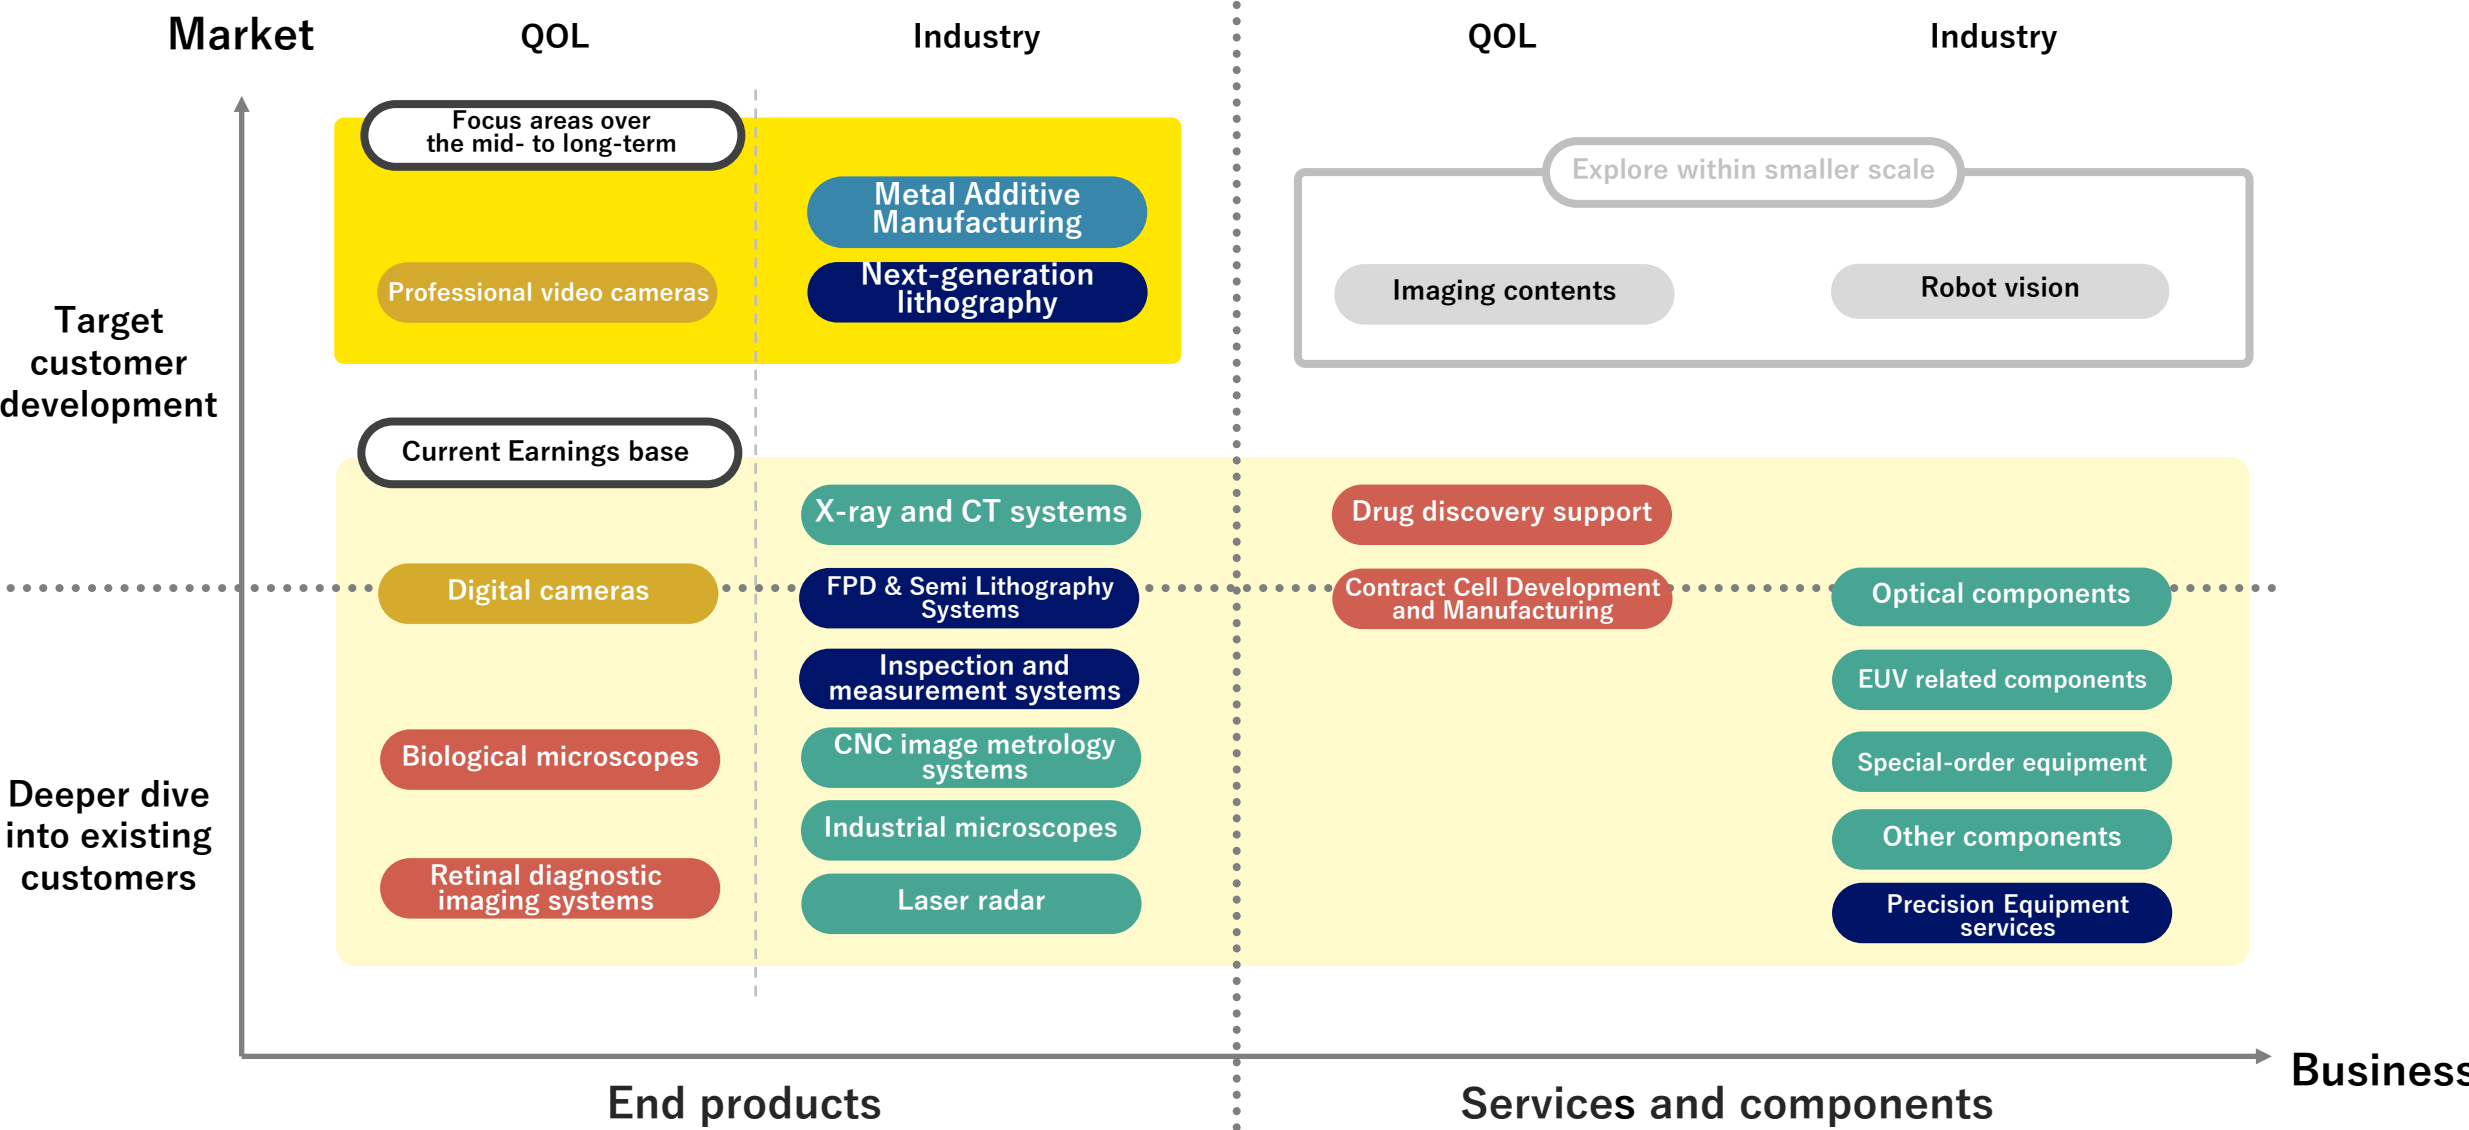 Market
QOL
Industry
QOL
Industry
Focus areas over
the mid- to long-term
Explore within smaller scale
Metal Additive
Manufacturing
Professional video cameras
Next-generation
lithography
Imaging contents
Robot vision
Target
customer
development
Current Earnings base
X-ray and CT systems
Drug discovery support
Digital cameras
FPD & Semi Lithography
Systems
Contract Cell Development
and Manufacturing
Optical components
Inspection and
measurement systems
EUV related components
Biological microscopes
CNC image metrology
systems
Special-order equipment
Deeper dive
into existing
customers
Industrial microscopes
Other components
Retinal diagnostic
imaging systems
Laser radar
Precision Equipment
services
Business
End products
Services and components